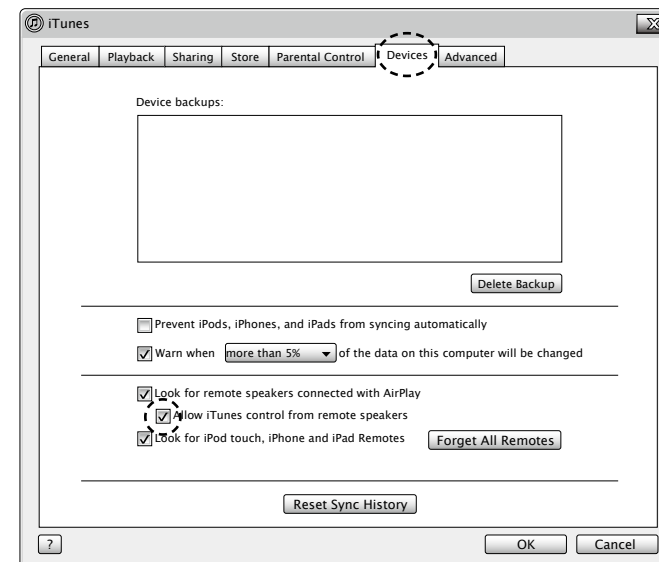 iTunes
General Playback Sharing Store Parental Control Devices Advanced
Device backups:
Delete Backup
Prevent iPods, iPhones, and iPads from syncing automatically
Warn when more than 5% of the data on this computer will be changed
Look for remote speakers connected with AirPlay
Allow iTunes control from remote speakers
Look for iPod touch, iPhone and iPad Remotes Forget All Remotes
Reset Sync History
? OK Cancel